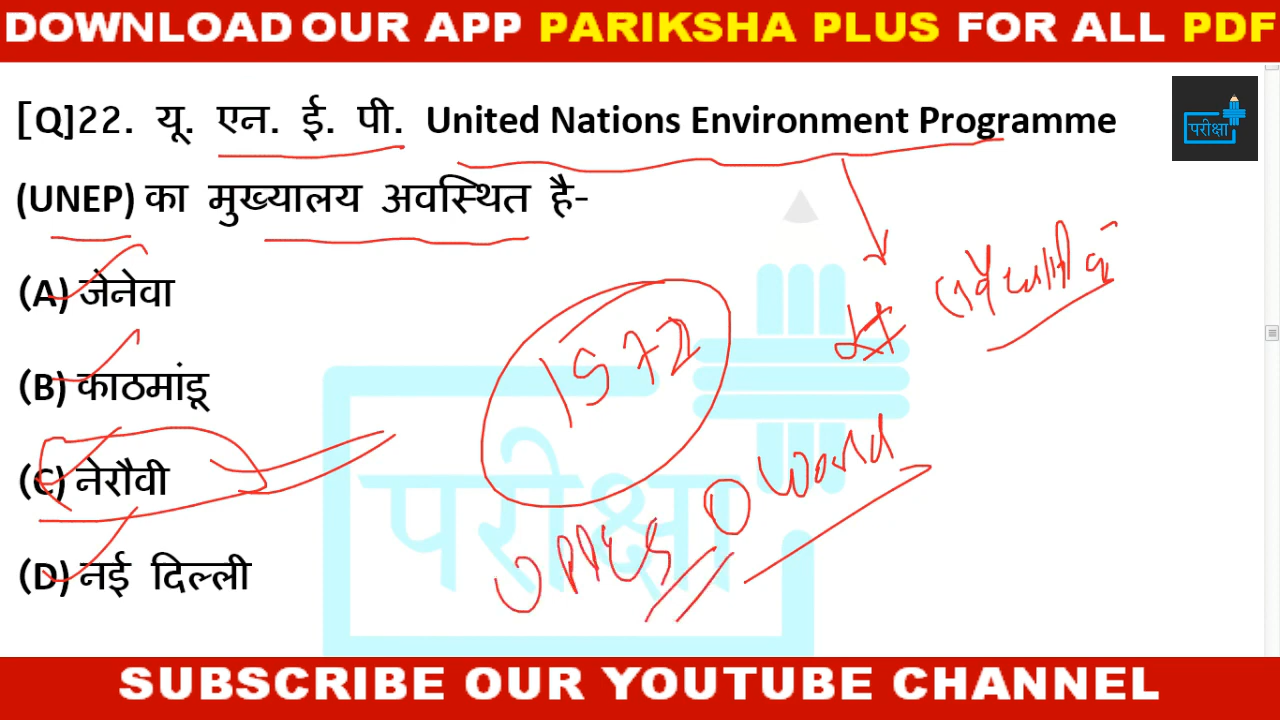 DOWNLOAD OUR APP PARIKSHA PLUS FOR ALL PDF
[Q]22. यू. एन. ई. पी. United Nations Environment Programme
(UNEP) का मुख्यालय अवस्थित है-
(A) जेनेवा
(B) काठमांडू
(C) नेरौवी
(D) नई दिल्ली
1972
World
परीक्षा
परीक्षा
SUBSCRIBE OUR YOUTUBE CHANNEL